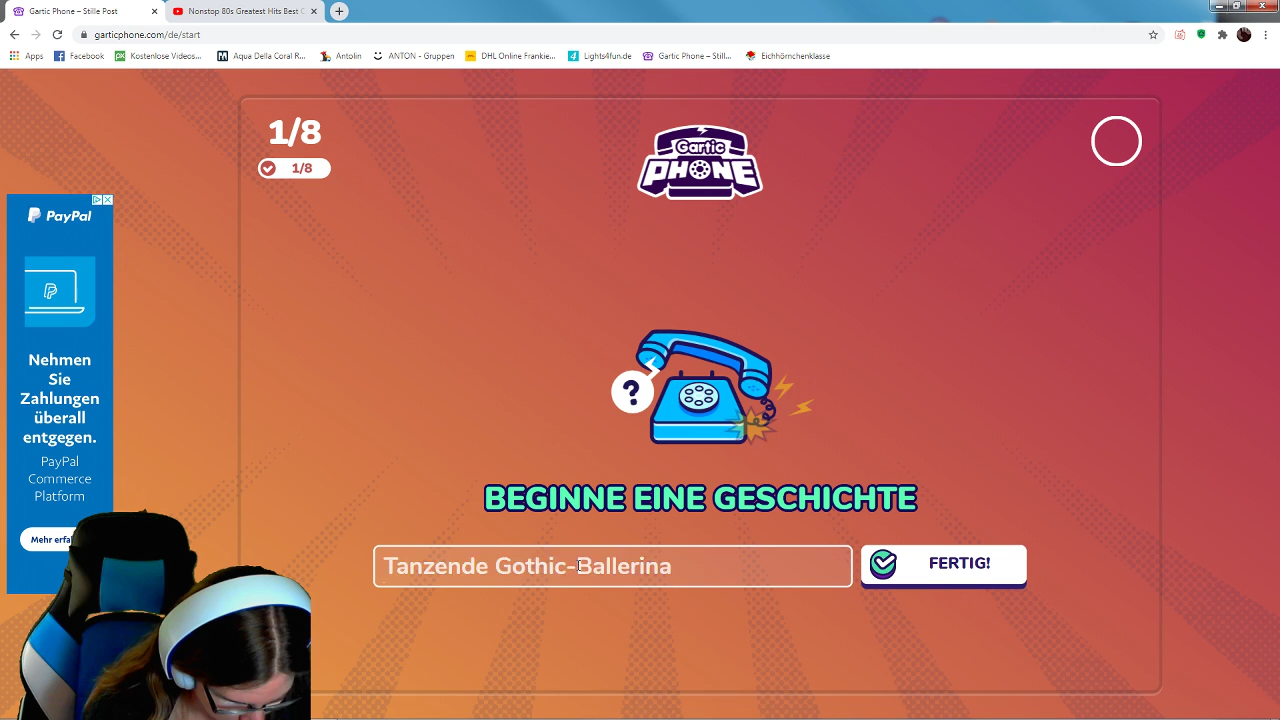 Gartic Phone – Stille Post
Nonstop 80s Greatest Hits Best
garticphone.com/de/start
Apps
Facebook
Kostenlose Videos...
Aqua Della Coral R...
Antolin
ANTON - Gruppen
DHL Online Frankie...
Lights4fun.de
Gartic Phone – Still...
Eichhörnchenklasse
1/8
1/8
Gartic
PHONE
PayPal
Nehmen
Sie
Zahlungen
überall
entgegen.
PayPal
Commerce
Platform
Mehr erfa
?
BEGINNE EINE GESCHICHTE
Tanzende Gothic-Ballerina
FERTIG!